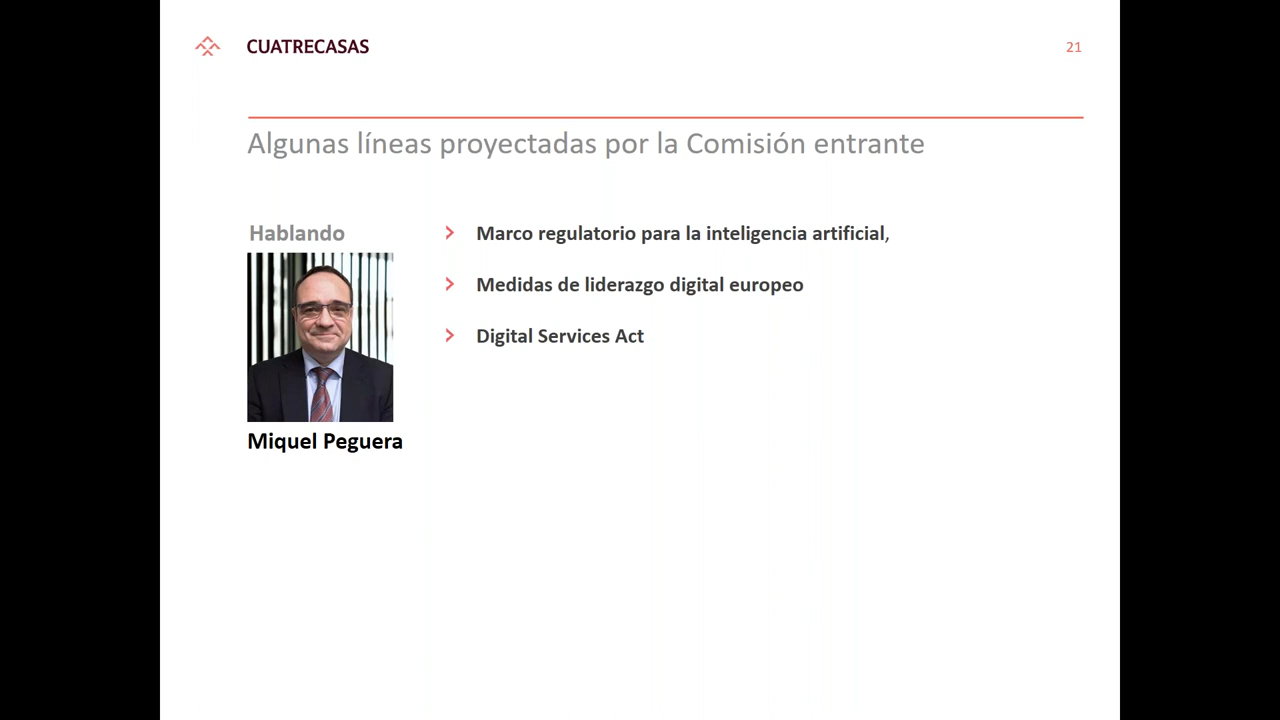 CUATRECASAS
21
Algunas líneas proyectadas por la Comisión entrante
Hablando
Miquel Peguera
Marco regulatorio para la inteligencia artificial,
Medidas de liderazgo digital europeo
Digital Services Act